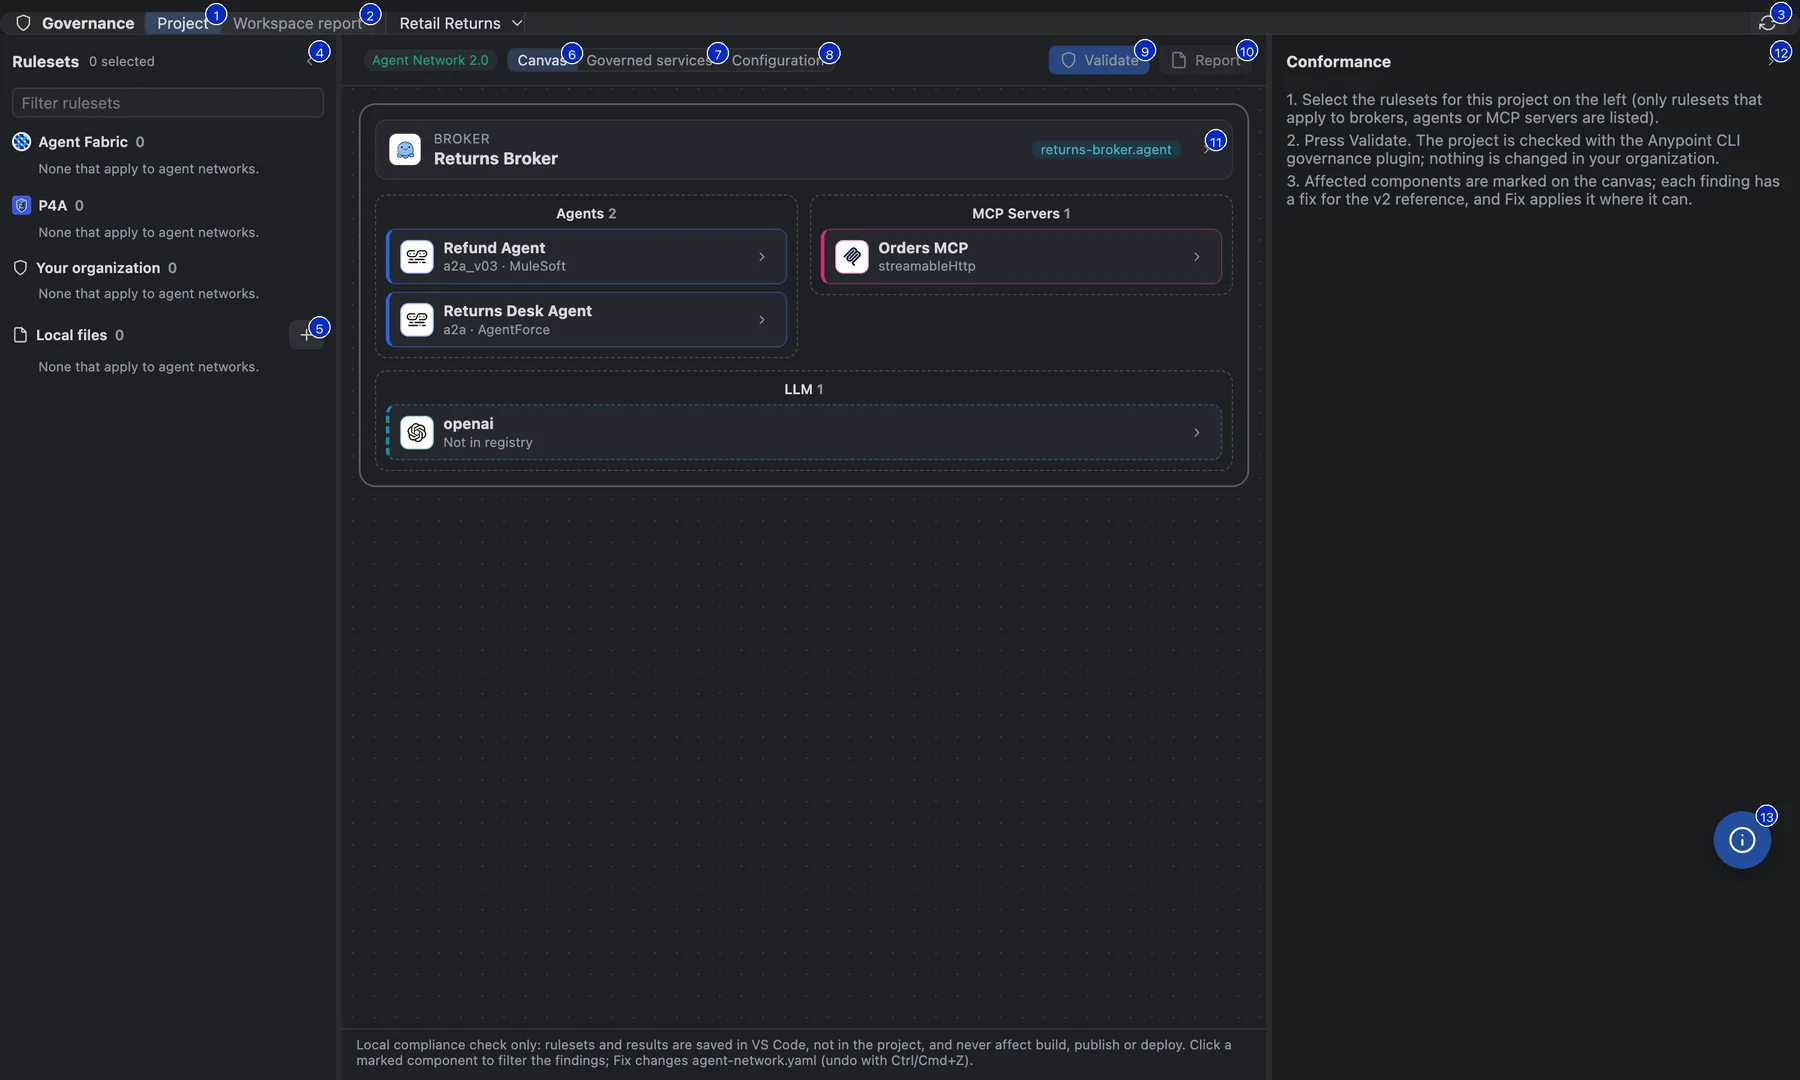 Governance
Project
1
Workspace report
2
Retail Returns
3
Rulesets 0 selected
4
Filter rulesets
Agent Fabric 0
None that apply to agent networks.
P4A 0
None that apply to agent networks.
Your organization 0
None that apply to agent networks.
Local files 0
5
None that apply to agent networks.
Agent Network 2.0
Canvas
6
Governed services
7
Configuration
8
Validate
9
Report
10
BROKER
Returns Broker
returns-broker.agent
11
Agents 2
Refund Agent
a2a_v03 · MuleSoft
Returns Desk Agent
a2a · AgentForce
MCP Servers 1
Orders MCP
streamableHttp
LLM 1
openai
Not in registry
Local compliance check only: rulesets and results are saved in VS Code, not in the project, and never affect build, publish or deploy. Click a
marked component to filter the findings; Fix changes agent-network.yaml (undo with Ctrl/Cmd+Z).
Conformance
12
1. Select the rulesets for this project on the left (only rulesets that
apply to brokers, agents or MCP servers are listed).
2. Press Validate. The project is checked with the Anypoint CLI
governance plugin; nothing is changed in your organization.
3. Affected components are marked on the canvas; each finding has
a fix for the v2 reference, and Fix applies it where it can.
13